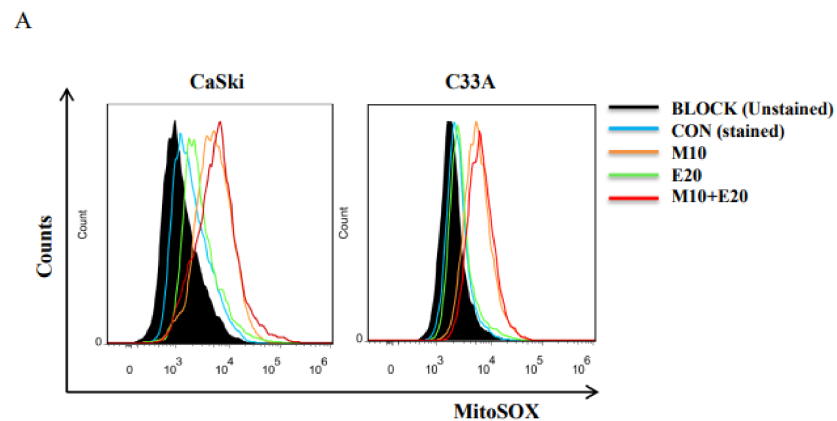 A
CaSki
C33A
BLOCK (Unstained)
CON (stained)
M10
E20
M10+E20
Counts
Count
0
0 10³ 10⁴ 10⁵ 10⁶
Count
0
0 10³ 10⁴ 10⁵ 10⁶
MitoSOX